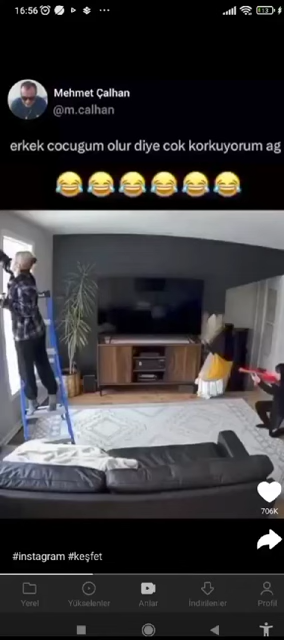 16:56
Mehmet Çalhan
@m.calhan
erkek cocugum olur diye cok korkuyorum ag
😂😂😂😂😂😂
706K
#instagram #keşfet
Yerel
Yükselenler
Anlar
İndirilenler
Profil